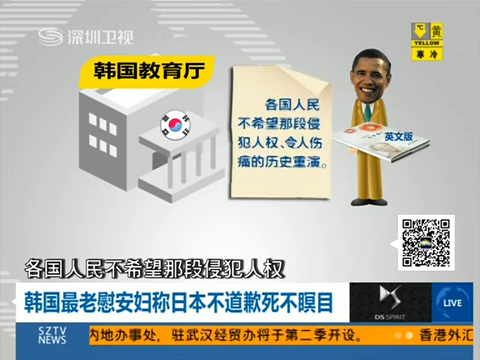 深圳卫视
℃
黄
YELLOW
寒冷
韩国教育厅
各国人民
不希望那段侵
犯人权、令人伤
痛的历史重演。
英文版
各国人民不希望那段侵犯人权
韩国最老慰安妇称日本不道歉死不瞑目
DS SPIRIT
LIVE
SZTV
NEWS
内地办事处，驻武汉经贸办将于第二季开设。
香港外汇